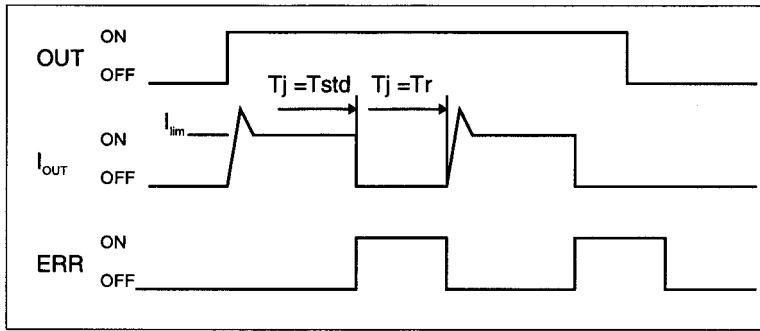 OUT ON
OFF
Tj =Tstd Tj =Tr
Ilim
IOUT ON
OFF
ERR ON
OFF